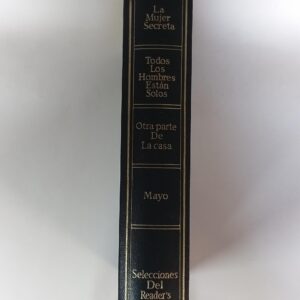 La
Mujer
Secreta
Todos
Los
Hombres
Están
Solos
Otra parte
De
La casa
Mayo
Selecciones
Del
Reader's